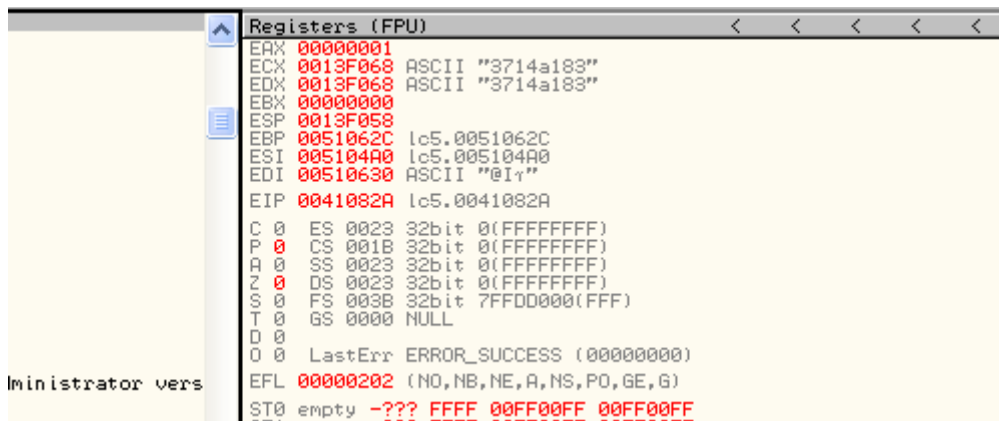 Registers (FPU) < < < < <
EAX 00000001
ECX 0013F068 ASCII "3714a183"
EDX 0013F068 ASCII "3714a183"
EBX 00000000
ESP 0013F058
EBP 0051062C lc5.0051062C
ESI 005104A0 lc5.005104A0
EDI 00510630 ASCII
EIP 0041082A lc5.0041082A
C 0 ES 0023 32bit 0(FFFFFFFF)
P 0 CS 001B 32bit 0(FFFFFFFF)
A 0 SS 0023 32bit 0(FFFFFFFF)
Z 0 DS 0023 32bit 0(FFFFFFFF)
S 0 FS 003B 32bit 7FFDD000(FFF)
T 0 GS 0000 NULL
D 0
O 0 LastErr ERROR_SUCCESS (00000000)
ministrator vers
EFL 00000202 (NO,NB,NE,A,NS,PO,GE,G)
ST0 empty -??? FFFF 00FF00FF 00FF00FF